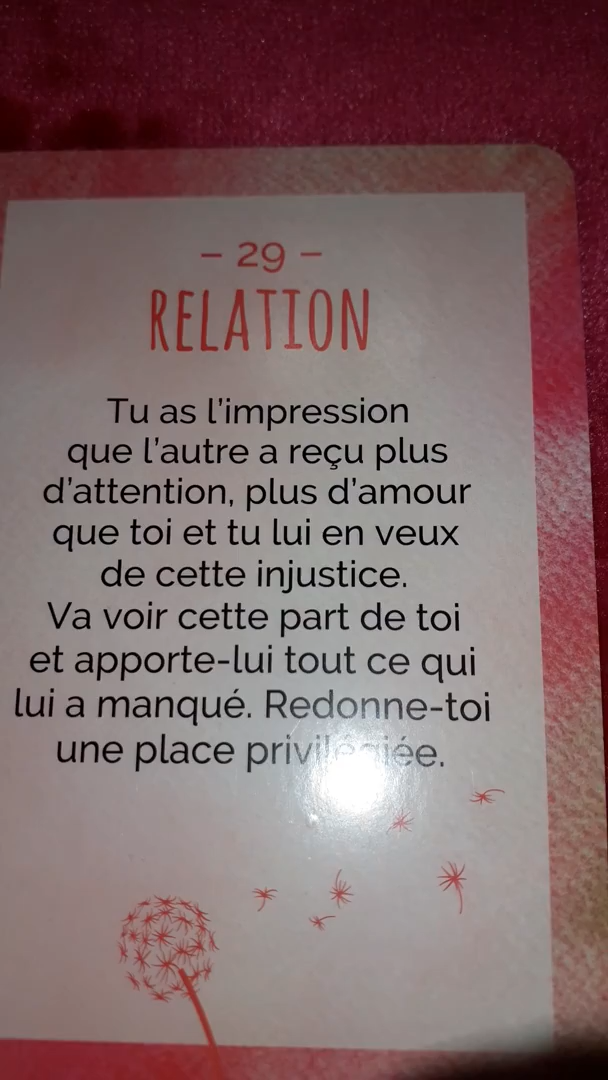 – 29 –
RELATION
Tu as l'impression
que l'autre a reçu plus
d'attention, plus d'amour
que toi et tu lui en veux
de cette injustice.
Va voir cette part de toi
et apporte-lui tout ce qui
lui a manqué. Redonne-toi
une place privilégiée.